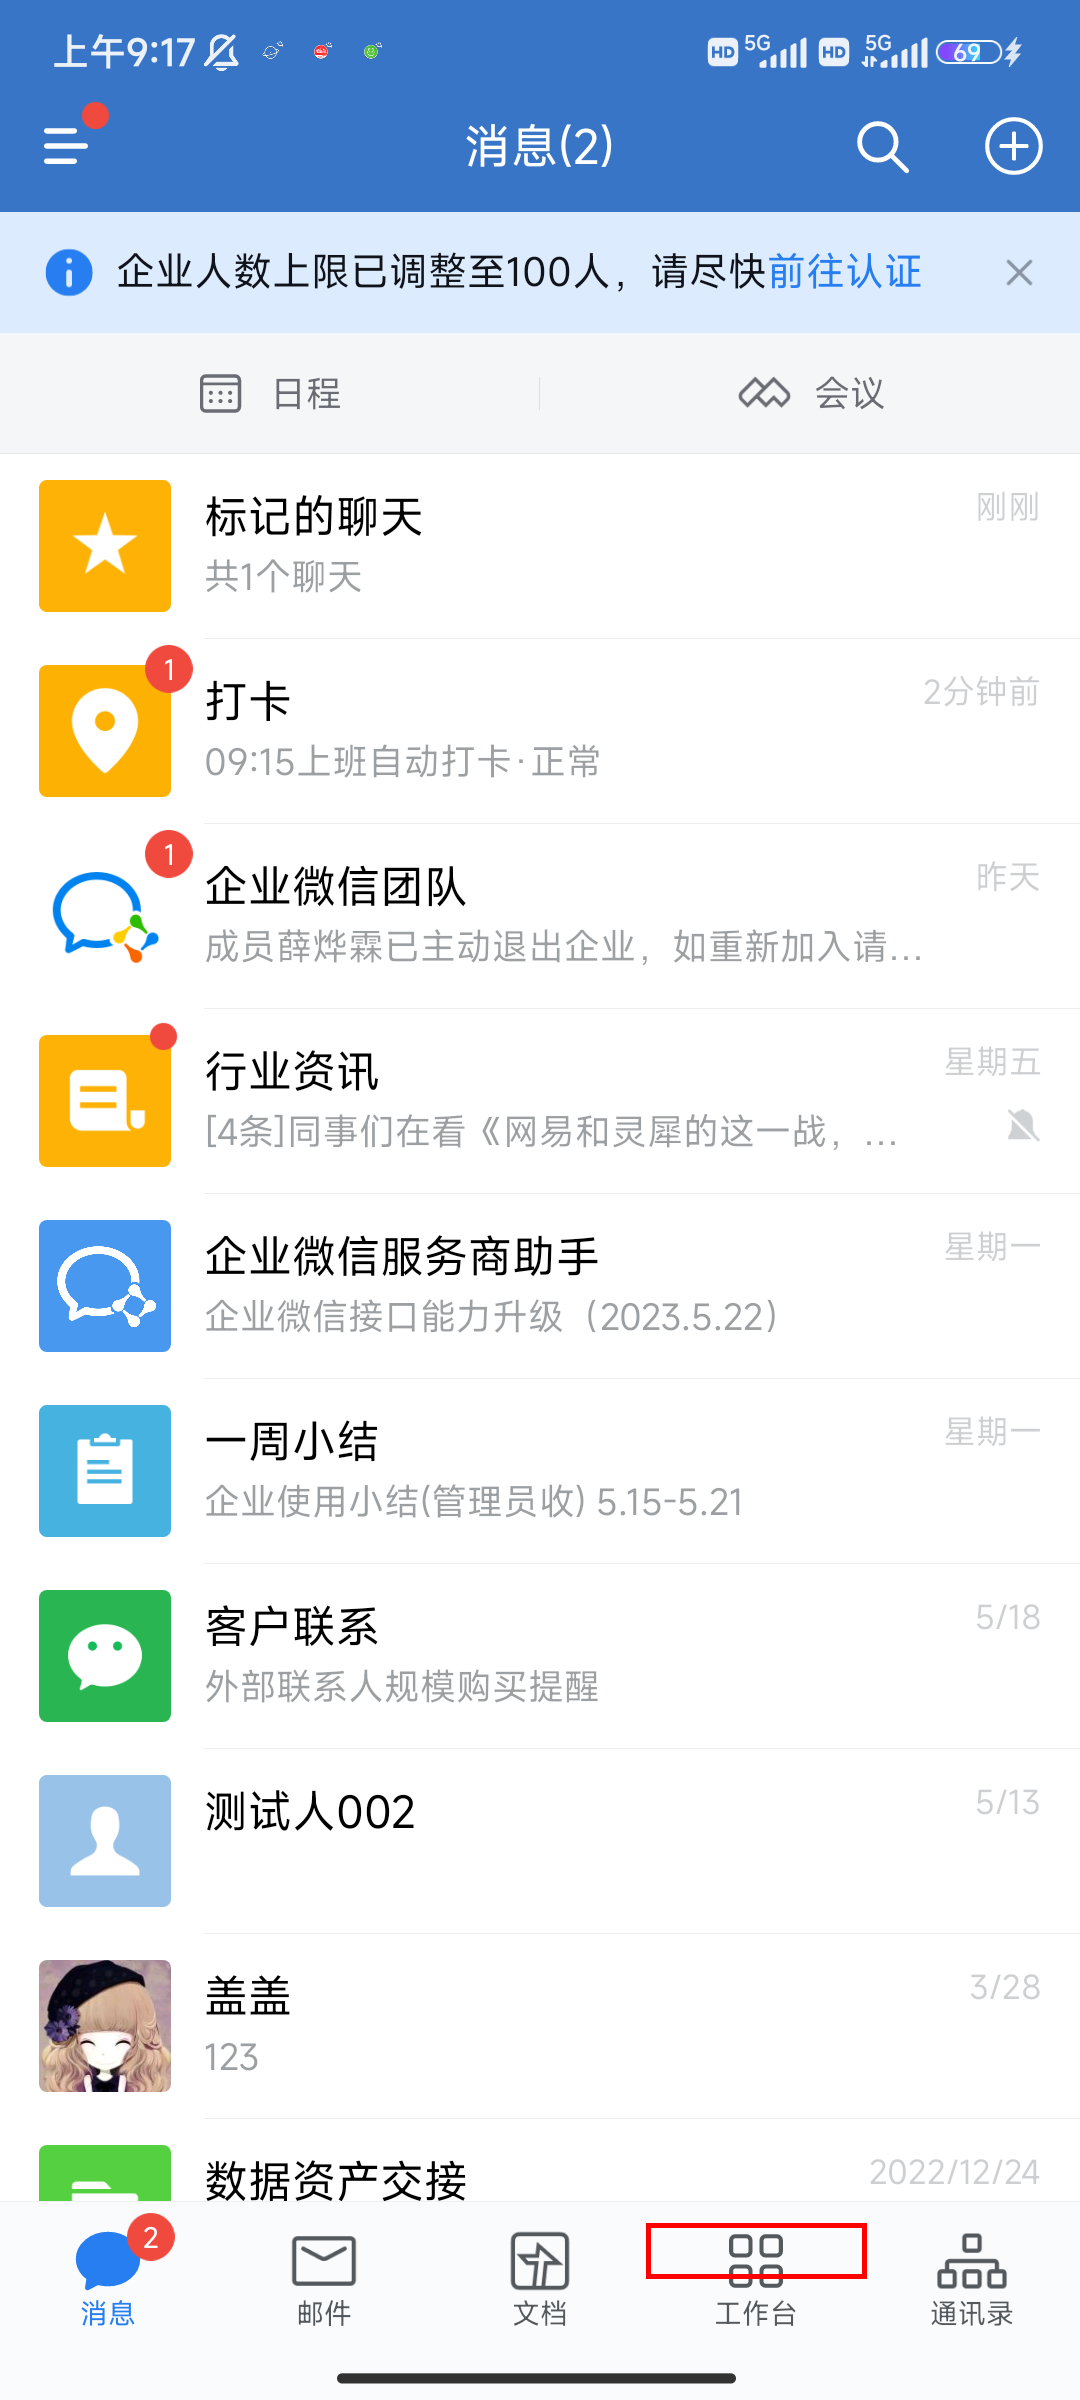 上午9:17
HD 5G HD 5G 69
消息(2)
企业人数上限已调整至100人，请尽快前往认证
日程
会议
标记的聊天
刚刚
共1个聊天
1
打卡
2分钟前
09:15上班自动打卡·正常
1
企业微信团队
昨天
成员薛烨霖已主动退出企业，如重新加入请...
行业资讯
星期五
[4条]同事们在看《网易和灵犀的这一战，...
企业微信服务商助手
星期一
企业微信接口能力升级（2023.5.22）
一周小结
星期一
企业使用小结(管理员收) 5.15-5.21
客户联系
5/18
外部联系人规模购买提醒
测试人002
5/13
盖盖
3/28
123
数据资产交接
2022/12/24
2
消息
邮件
文档
工作台
通讯录